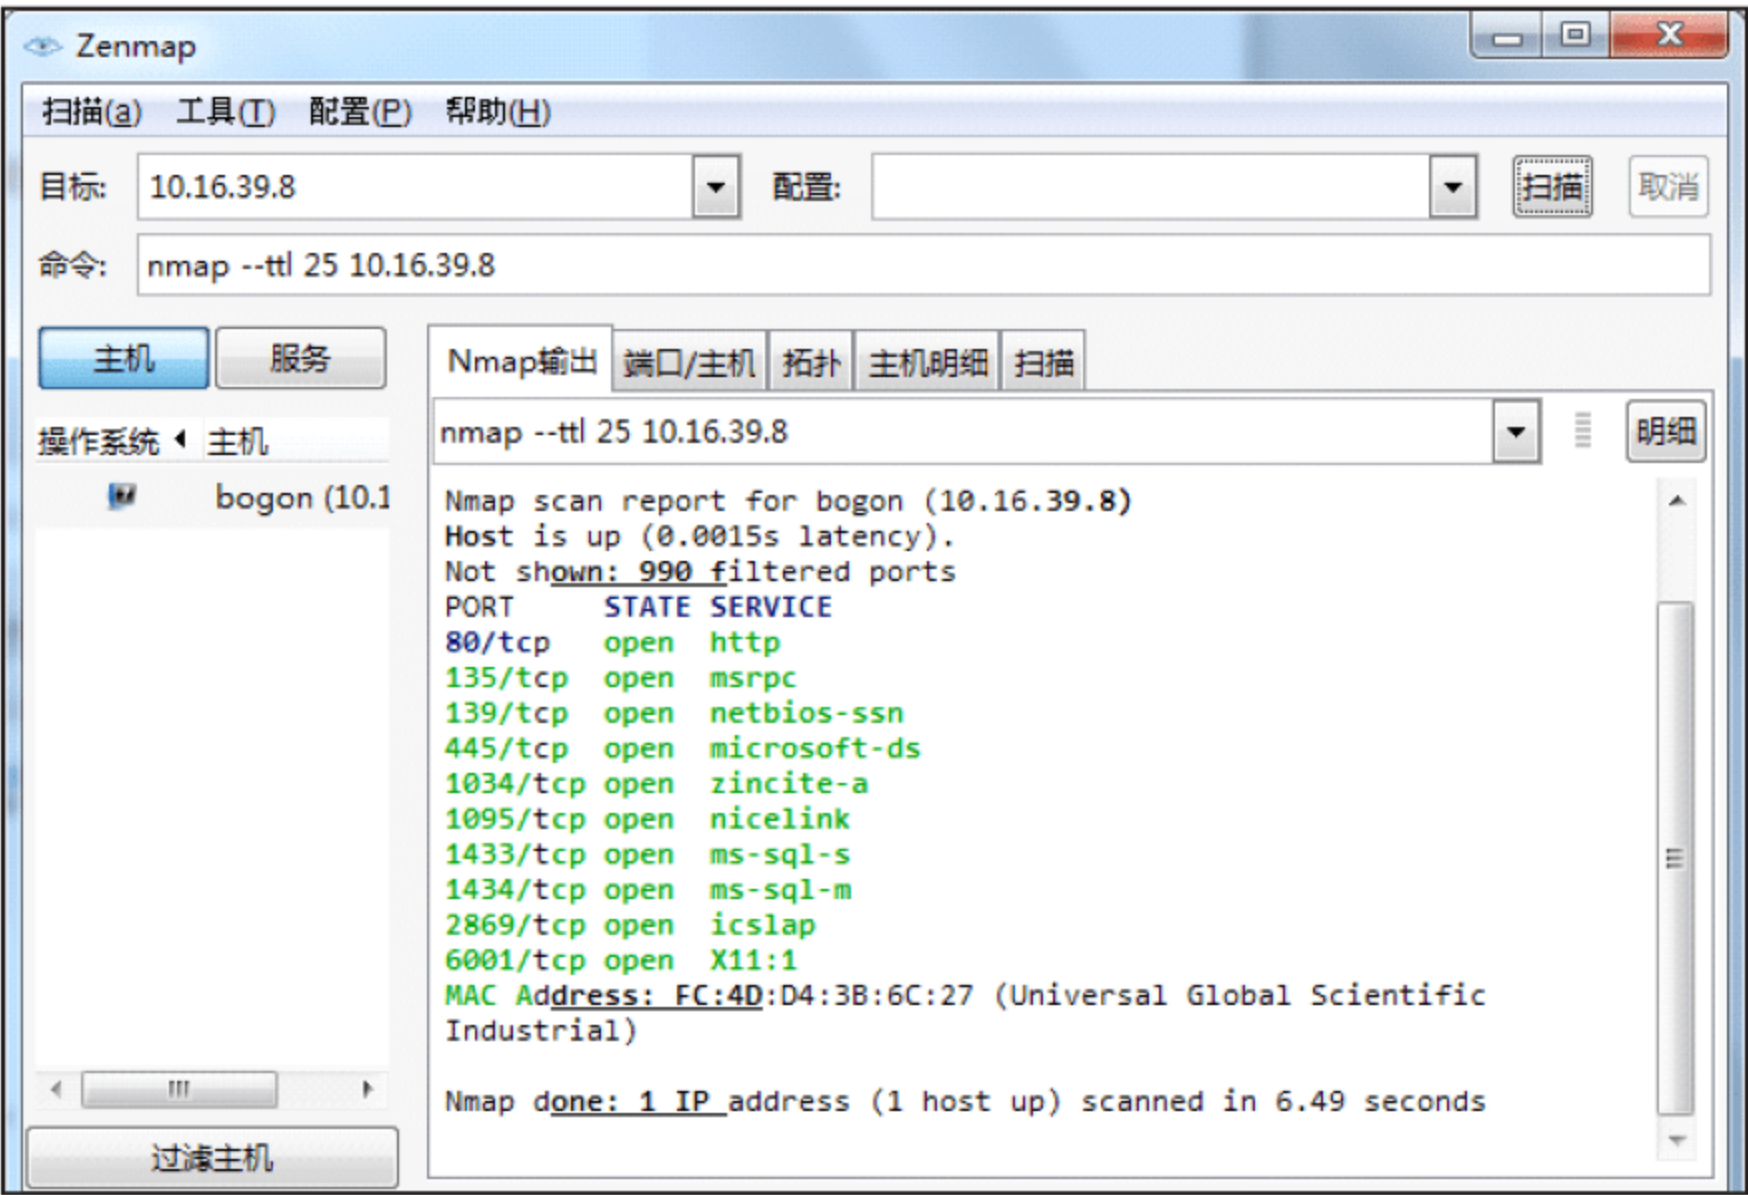 Zenmap
扫描(a) 工具(T) 配置(P) 帮助(H)
目标: 10.16.39.8 配置: 扫描 取消
命令: nmap --ttl 25 10.16.39.8
主机 服务
操作系统 主机
bogon (10.1
过滤主机
Nmap输出 端口/主机 拓扑 主机明细 扫描
nmap --ttl 25 10.16.39.8 明细
Nmap scan report for bogon (10.16.39.8)
Host is up (0.0015s latency).
Not shown: 990 filtered ports
PORT STATE SERVICE
80/tcp open http
135/tcp open msrpc
139/tcp open netbios-ssn
445/tcp open microsoft-ds
1034/tcp open zincite-a
1095/tcp open nicelink
1433/tcp open ms-sql-s
1434/tcp open ms-sql-m
2869/tcp open icslap
6001/tcp open X11:1
MAC Address: FC:4D:D4:3B:6C:27 (Universal Global Scientific
Industrial)
Nmap done: 1 IP address (1 host up) scanned in 6.49 seconds